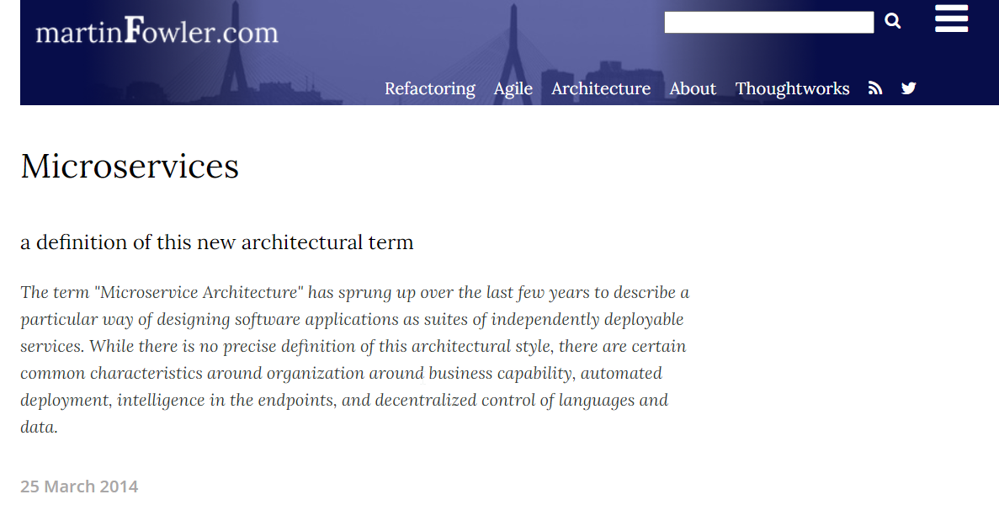 martinFowler.com
Refactoring Agile Architecture About Thoughtworks
Microservices
a definition of this new architectural term
The term "Microservice Architecture" has sprung up over the last few years to describe a
particular way of designing software applications as suites of independently deployable
services. While there is no precise definition of this architectural style, there are certain
common characteristics around organization around business capability, automated
deployment, intelligence in the endpoints, and decentralized control of languages and
data.
25 March 2014